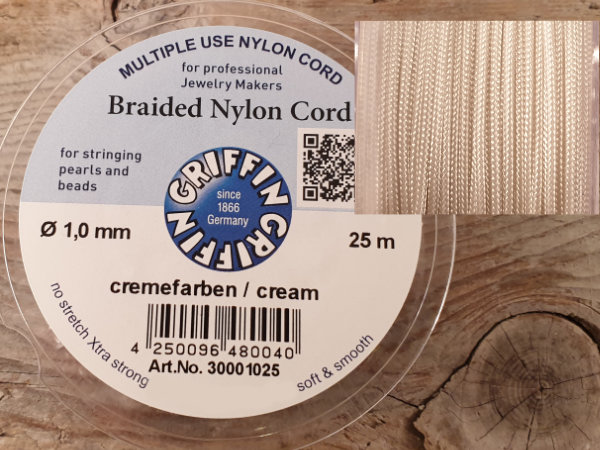 MULTIPLE USE NYLON CORD
for professional
Jewelry Makers
Braided Nylon Cord
for stringing
pearls and
beads
GRIFFIN GRIFFIN
since
1866
Germany
Ø 1,0 mm
25 m
cremefarben / cream
4 250096 480040
Art.No. 30001025
no stretch Xtra strong
soft & smooth